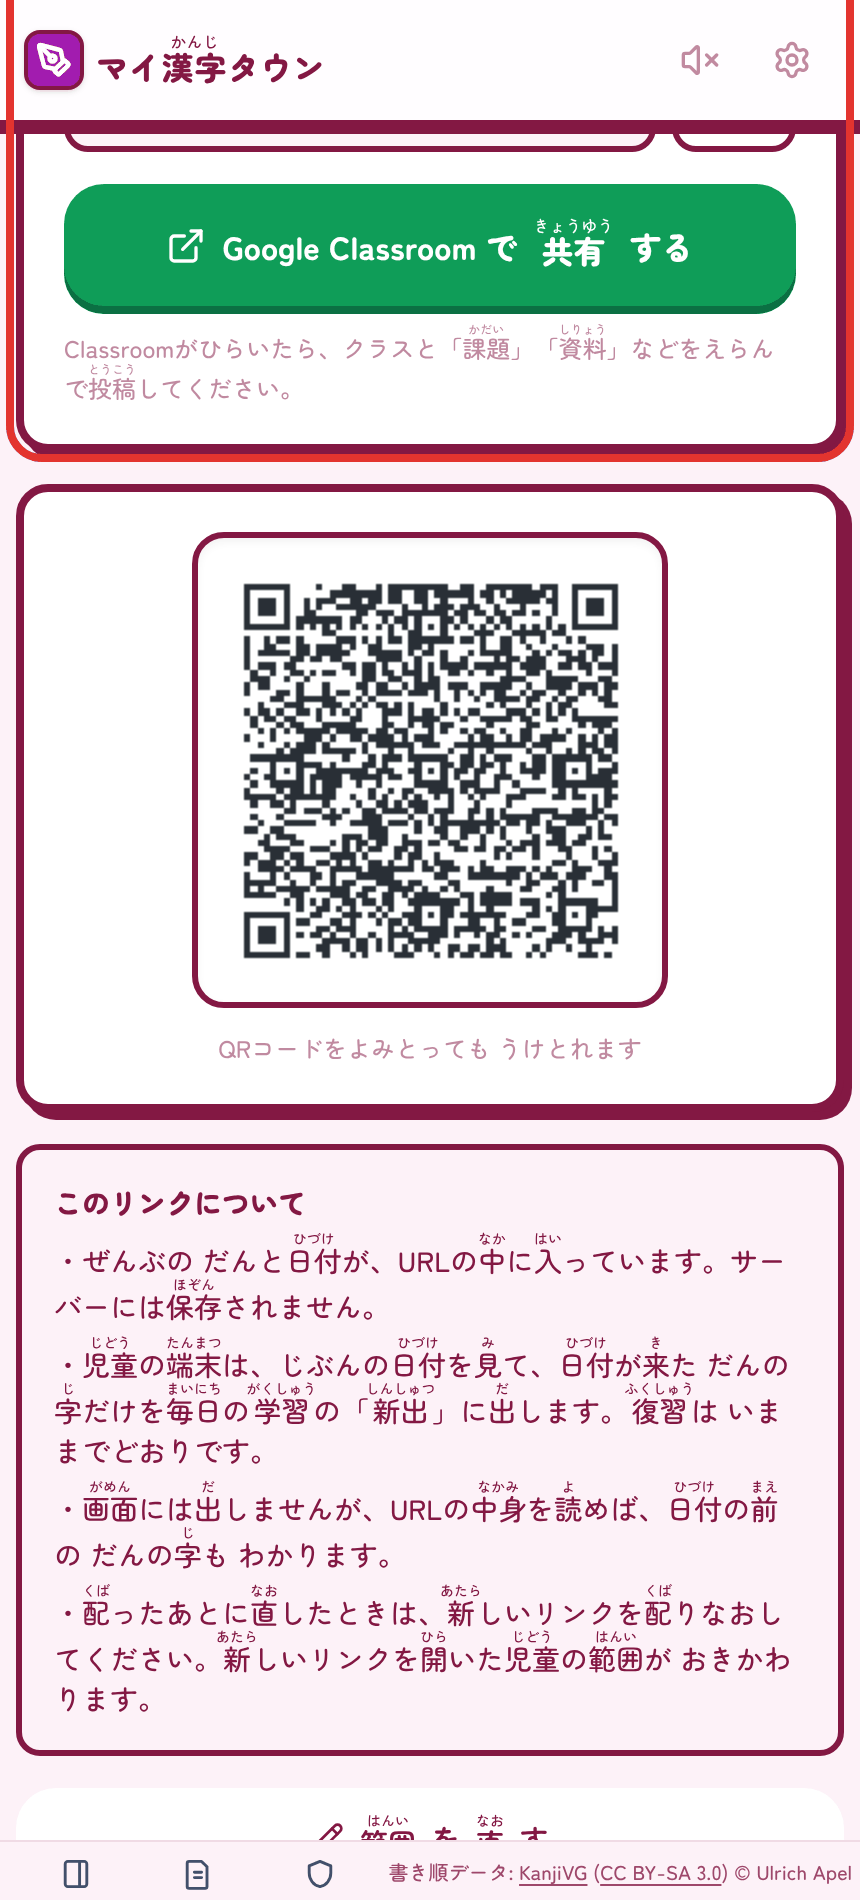 かんじ
マイ漢字タウン
きょうゆう
Google Classroom で 共有 する
かだい しりょう
Classroomがひらいたら、クラスと「課題」「資料」などをえらん
とうこう
で投稿してください。
QRコードをよみとっても うけとれます
このリンクについて
ひづけ なか はい
・ぜんぶの だんと日付が、URLの中に入っています。サー
ほぞん
バーには保存されません。
じどう たんまつ ひづけ み ひづけ き
・児童の端末は、じぶんの日付を見て、日付が来た だんの
じ まいにち がくしゅう しんしゅつ だ ふくしゅう
字だけを毎日の学習の「新出」に出します。復習は いま
までどおりです。
がめん だ なかみ よ ひづけ まえ
・画面には出しませんが、URLの中身を読めば、日付の前
じ
の だんの字も わかります。
くば なお あたら くば
・配ったあとに直したときは、新しいリンクを配りなおし
あたら ひら じどう はんい
てください。新しいリンクを開いた児童の範囲が おきかわ
ります。
はんい なお
範囲 を 直 す
書き順データ: KanjiVG (CC BY-SA 3.0) © Ulrich Apel